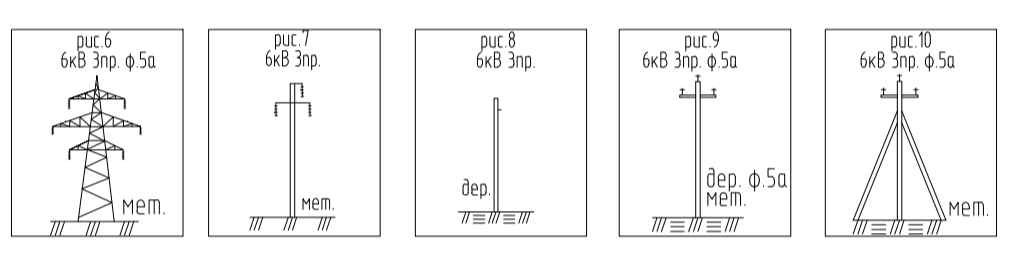 рис.6
6кВ 3пр. ф.5а
мет.
рис.7
6кВ 3пр.
мет.
рис.8
6кВ 3пр.
дер.
рис.9
6кВ 3пр. ф.5а
дер. ф.5а
мет.
рис.10
6кВ 3пр. ф.5а
мет.